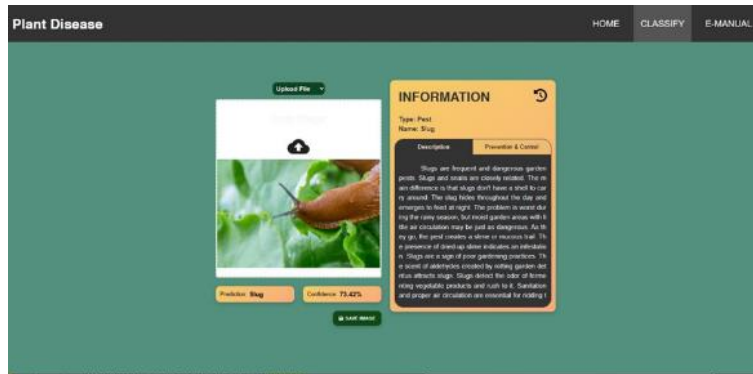 Plant Disease
HOME
CLASSIFY
E-MANUAL
Upload File
INFORMATION
Type: Pest
Name: Slug
Description
Prevention & Control
Slugs are frequent and dangerous garden
pests. Slugs and snails are closely related. The m
ain difference is that slugs don't have a shell to car
ry around. The slug hides throughout the day and
emerges to feed at night. The problem is worst dur
ing the rainy season, but moist garden areas with li
ttle air circulation may be just as dangerous. As th
ey go, the pest creates a slime or mucous trail. Th
e presence of dried-up slime indicates an infestatio
n. Slugs are a sign of poor gardening practices. Th
e scent of aldehydes created by rotting garden det
ritus attracts slugs. Slugs detect the odor of ferme
nting vegetable products and rush to it. Sanitation
and proper air circulation are essential for ridding t
Prediction: Slug
Confidence: 73.42%
SAVE IMAGE